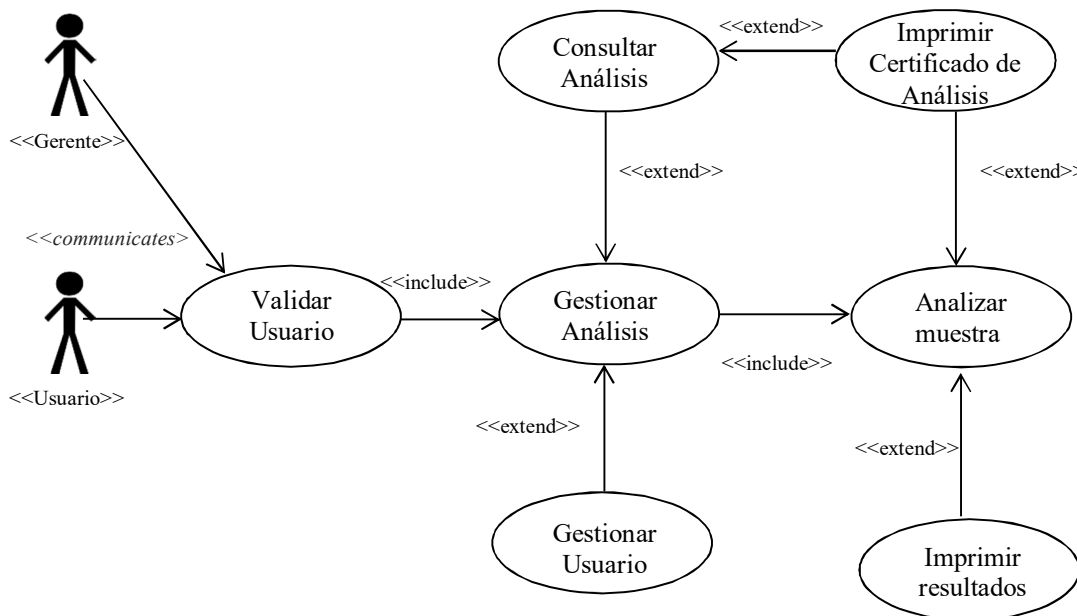 <<Gerente>>
<<communicates>
<<Usuario>>
Validar
Usuario
<<include>>
Consultar
Análisis
<<extend>>
Imprimir
Certificado de
Análisis
<<extend>>
<<extend>>
Gestionar
Análisis
<<include>>
Analizar
muestra
<<extend>>
Gestionar
Usuario
<<extend>>
Imprimir
resultados